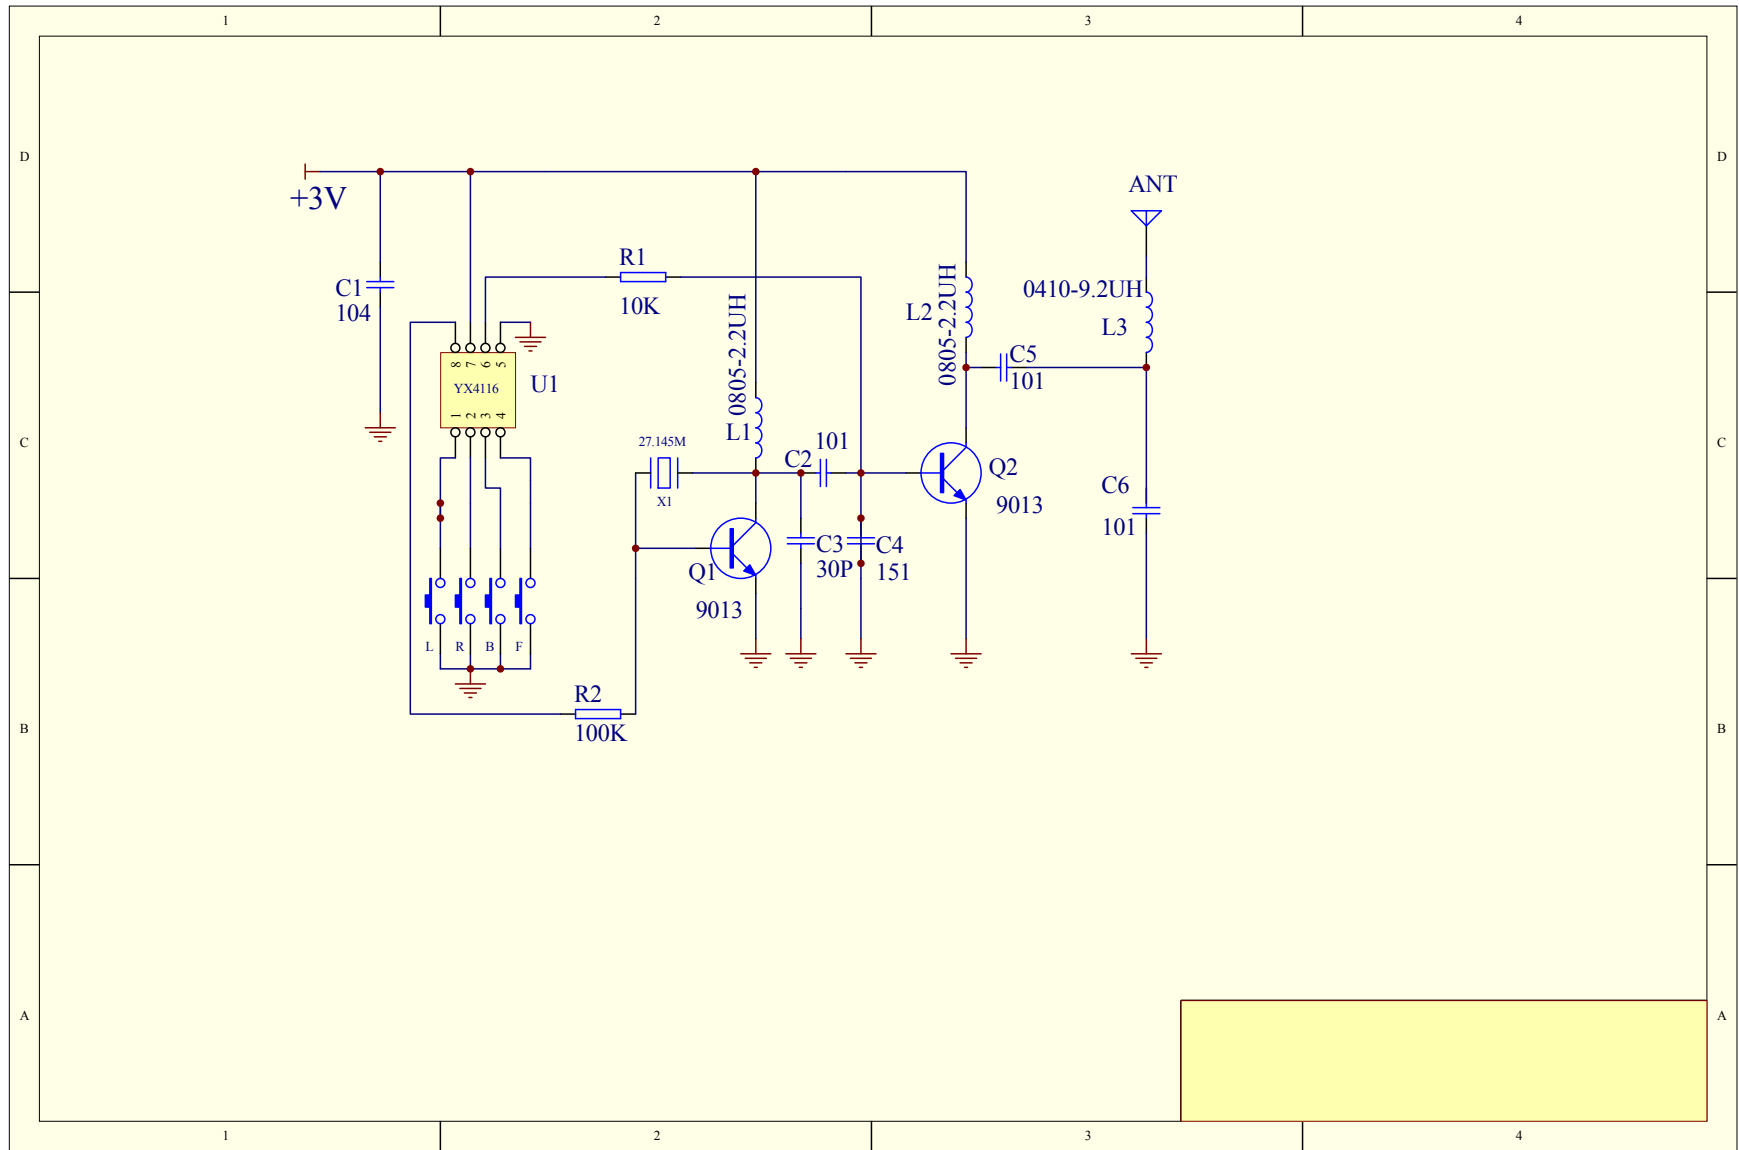 1 2 3 4
D D
+3V
ANT
R1
10K
C1
104
0805-2.2UH
L1
L2
0805-2.2UH
0410-9.2UH
L3
C5
101
8 7 6 5
YX4116
U1
1 2 3 4
C C
27.145M
X1
C2
101
Q2
9013
C6
101
Q1
9013
C3
30P
C4
151
L R B F
R2
100K
B B
A A
1 2 3 4